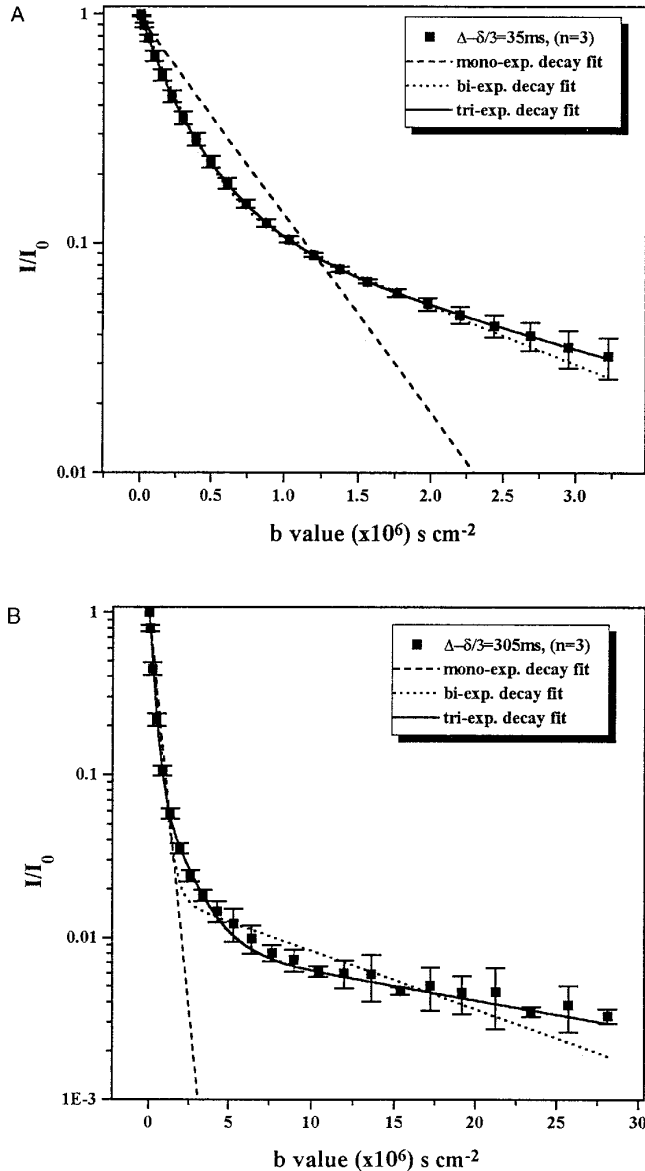 A
Δ–δ/3=35ms, (n=3)
mono-exp. decay fit
bi-exp. decay fit
tri-exp. decay fit
1
0.1
0.01
I/I₀
0.0 0.5 1.0 1.5 2.0 2.5 3.0
b value (x10⁶) s cm⁻²
B
Δ–δ/3=305ms, (n=3)
mono-exp. decay fit
bi-exp. decay fit
tri-exp. decay fit
1
0.1
0.01
1E-3
I/I₀
0 5 10 15 20 25 30
b value (x10⁶) s cm⁻²